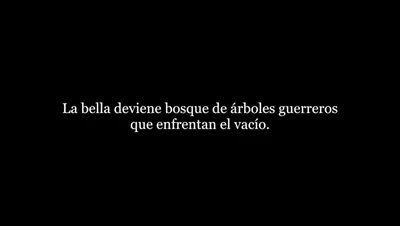 La bella deviene bosque de árboles guerreros
que enfrentan el vacío.